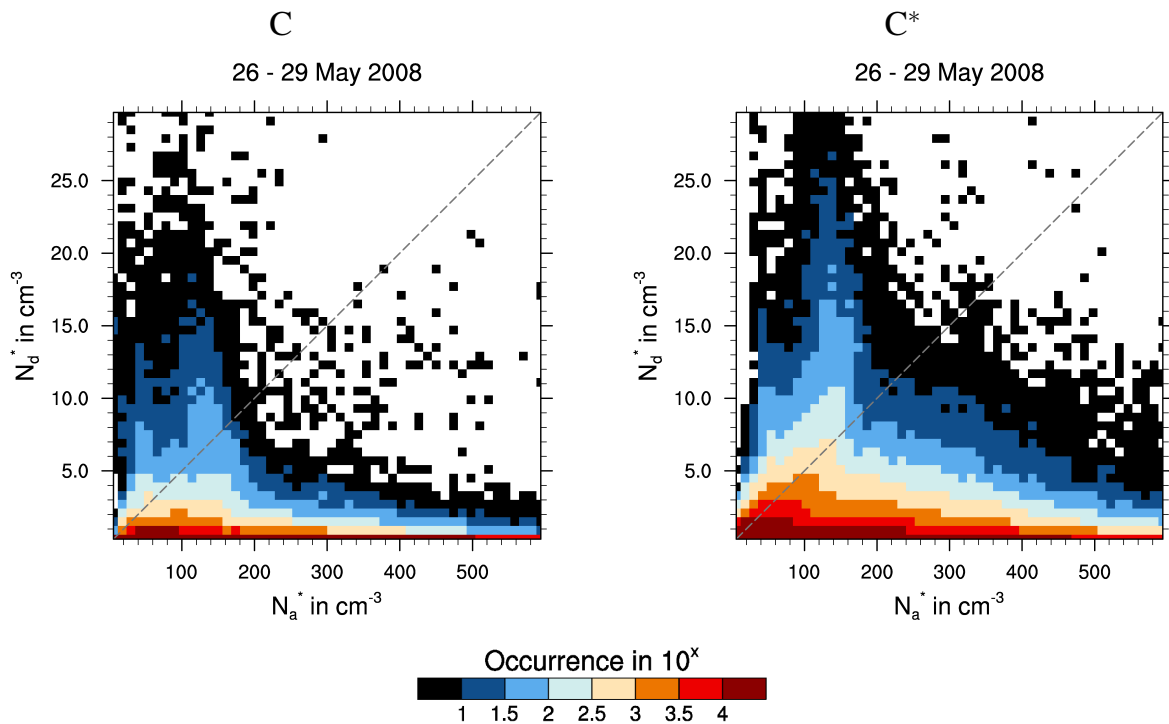 C
C*
26 - 29 May 2008
26 - 29 May 2008
N_d^* in cm^-3
25.0
20.0
15.0
10.0
5.0
100 200 300 400 500
N_a^* in cm^-3
N_d^* in cm^-3
25.0
20.0
15.0
10.0
5.0
100 200 300 400 500
N_a^* in cm^-3
Occurrence in 10^x
1 1.5 2 2.5 3 3.5 4